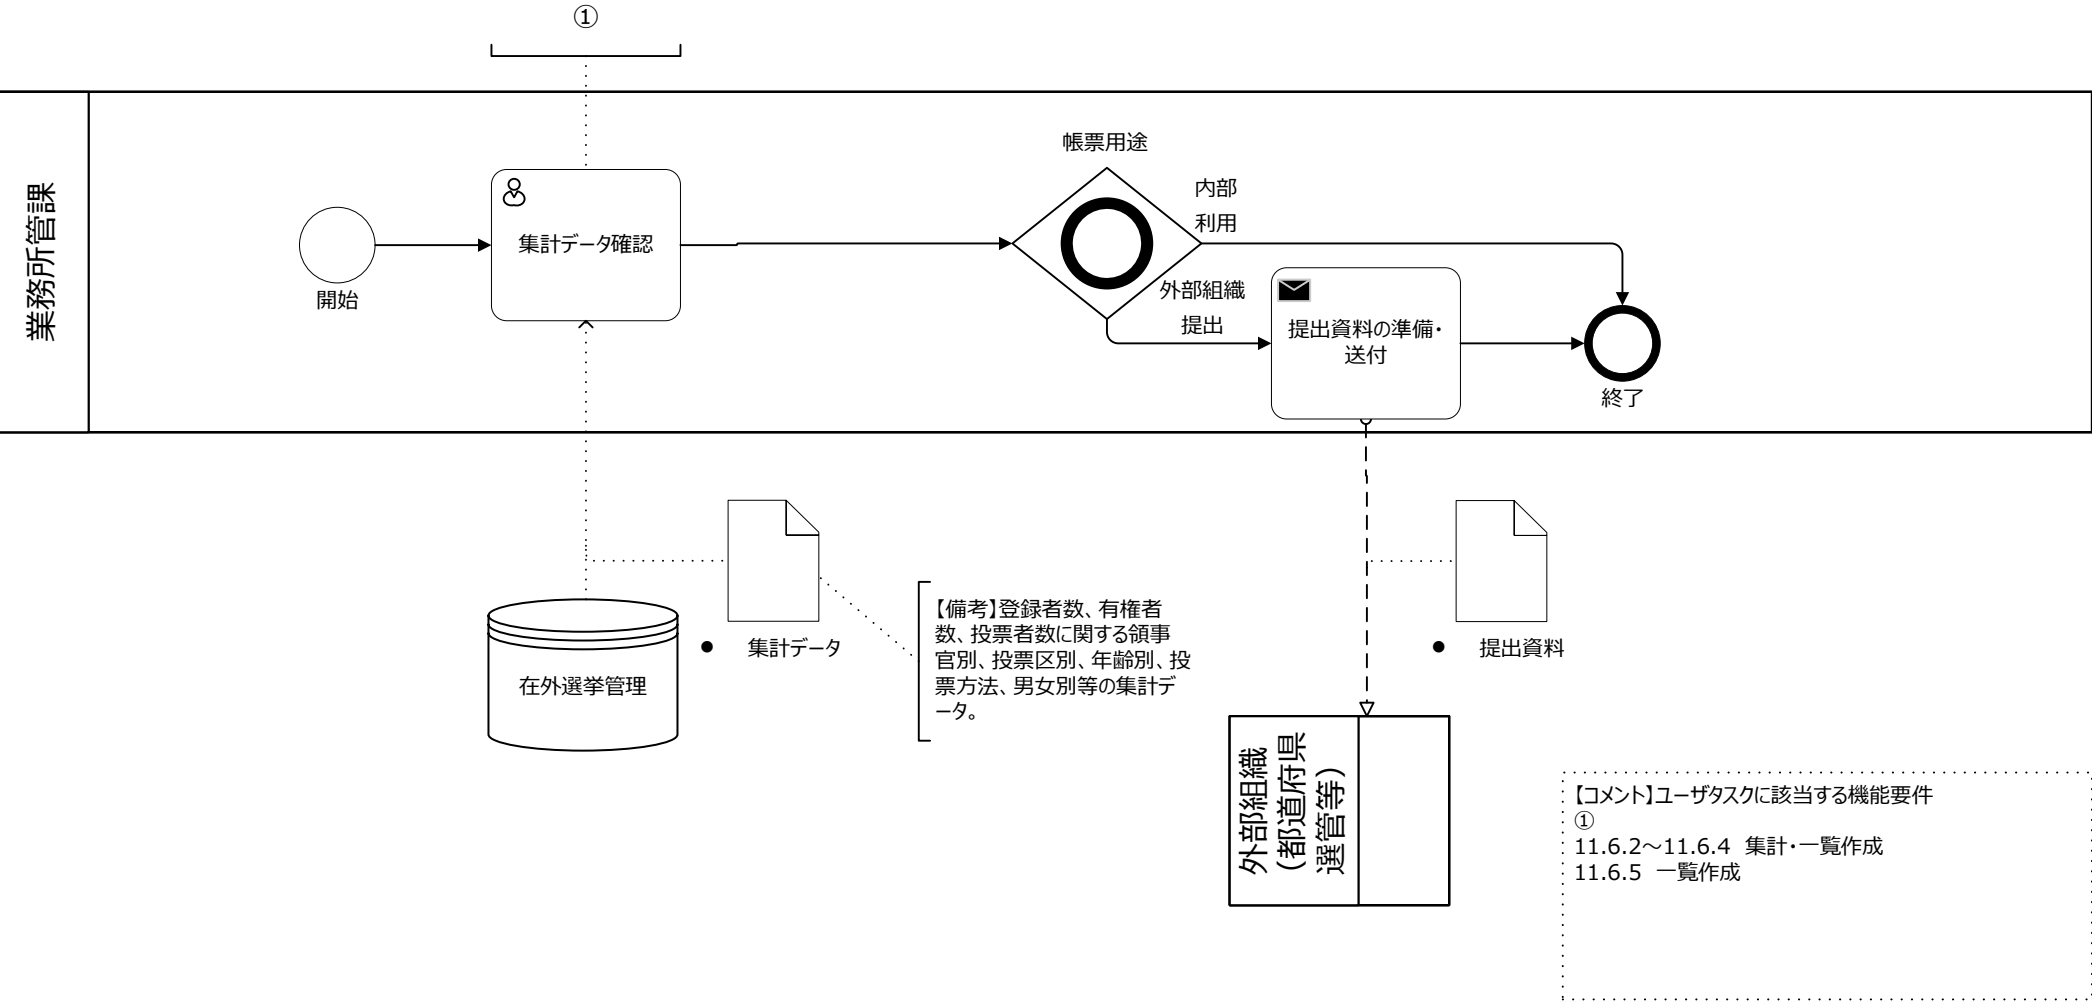 ①
業務所管課
開始
集計データ確認
帳票用途
内部
利用
外部組織
提出
提出資料の準備・
送付
終了
在外選挙管理
● 集計データ
【備考】登録者数、有権者
数、投票者数に関する領事
官別、投票区別、年齢別、投
票方法、男女別等の集計デ
ータ。
● 提出資料
外部組織
(都道府県
選管等)
【コメント】ユーザタスクに該当する機能要件
①
11.6.2～11.6.4 集計・一覧作成
11.6.5 一覧作成